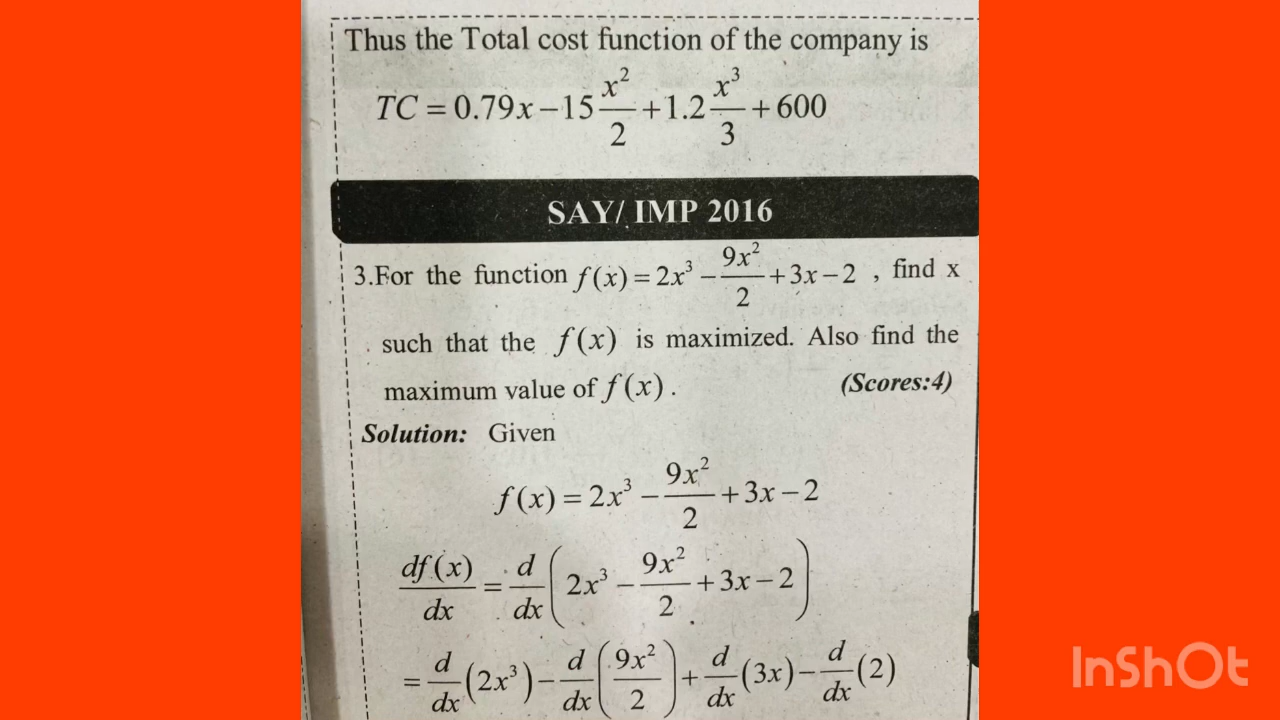 Thus the Total cost function of the company is
TC = 0.79x − 15 x²/2 + 1.2 x³/3 + 600
SAY/ IMP 2016
3.For the function f(x) = 2x³ − 9x²/2 + 3x − 2 , find x
such that the f(x) is maximized. Also find the
maximum value of f(x).
(Scores:4)
Solution: Given
f(x) = 2x³ − 9x²/2 + 3x − 2
df(x)/dx = d/dx (2x³ − 9x²/2 + 3x − 2)
= d/dx (2x³) − d/dx (9x²/2) + d/dx (3x) − d/dx (2)
InShOt